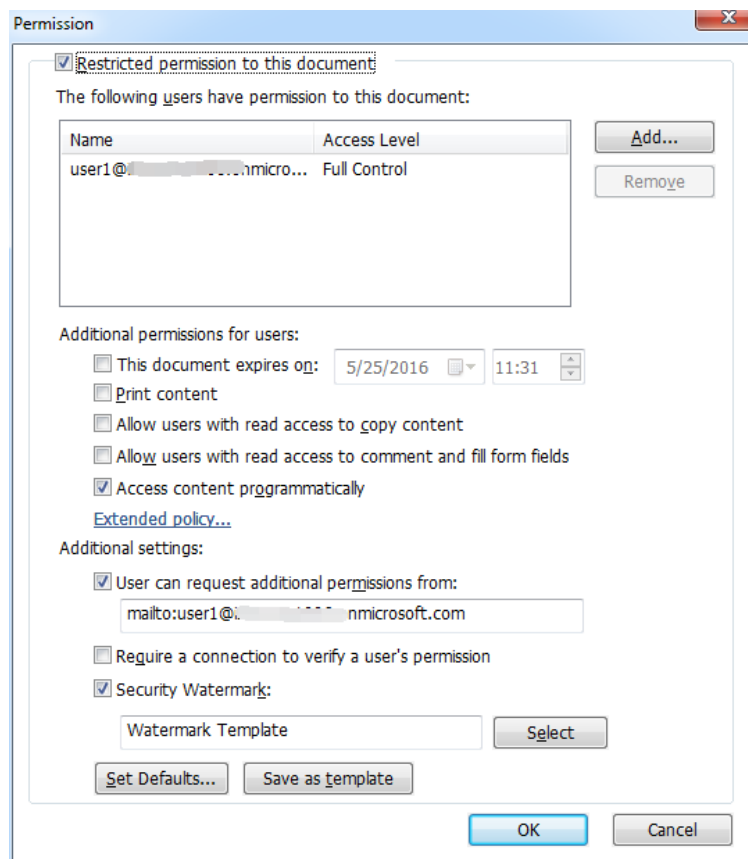 Permission
Restricted permission to this document
The following users have permission to this document:
Name Access Level Add...
user1@ nmicro... Full Control Remove
Additional permissions for users:
This document expires on: 5/25/2016 11:31
Print content
Allow users with read access to copy content
Allow users with read access to comment and fill form fields
Access content programmatically
Extended policy...
Additional settings:
User can request additional permissions from:
mailto:user1@ nmicrosoft.com
Require a connection to verify a user's permission
Security Watermark:
Watermark Template Select
Set Defaults... Save as template
OK Cancel